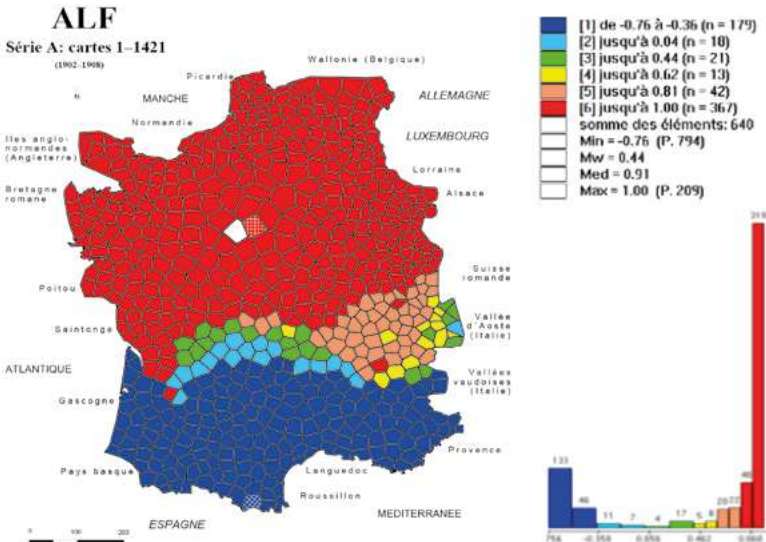 ALF
Série A: cartes 1–1421
(1902–1908)
Wallonie (Belgique)
Picardie
MANCHE
ALLEMAGNE
Normandie
LUXEMBOURG
Iles anglo-
normandes
(Angleterre)
Lorraine
Bretagne
romane
Alsace
Suisse
romande
Poitou
Vallée
d'Aoste
(Italie)
Saintonge
ATLANTIQUE
Vallées
vaudoises
(Italie)
Gascogne
Provence
Pays basque
Languedoc
Roussillon
MEDITERRANEE
ESPAGNE
0 100 200
[1] de -0.76 à -0.36 (n = 179)
[2] jusqu'à 0.04 (n = 18)
[3] jusqu'à 0.44 (n = 21)
[4] jusqu'à 0.62 (n = 13)
[5] jusqu'à 0.81 (n = 42)
[6] jusqu'à 1.00 (n = 367)
somme des éléments: 640
Min = -0.76 (P. 794)
Mw = 0.44
Med = 0.91
Max = 1.00 (P. 209)
319
133
46
11
7
4
17
5
8
20
22
48